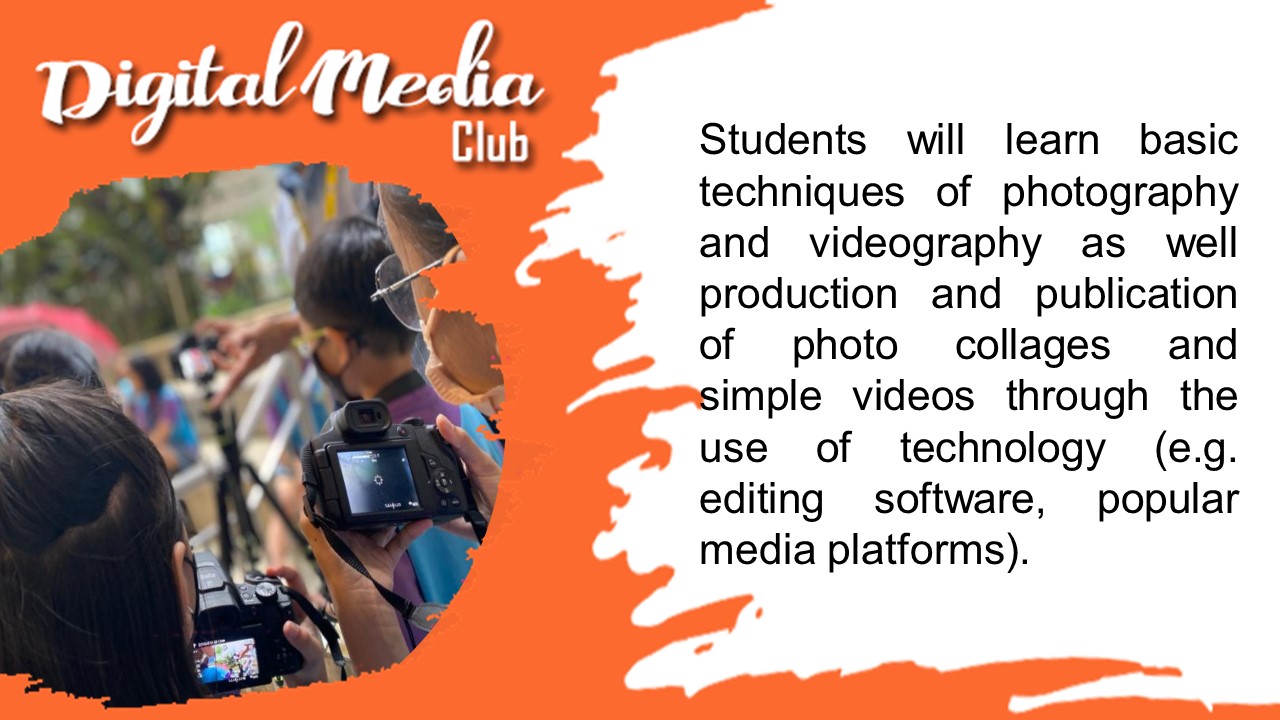 Digital Media
Club
Students will learn basic
techniques of photography
and videography as well
production and publication
of photo collages and
simple videos through the
use of technology (e.g.
editing software, popular
media platforms).